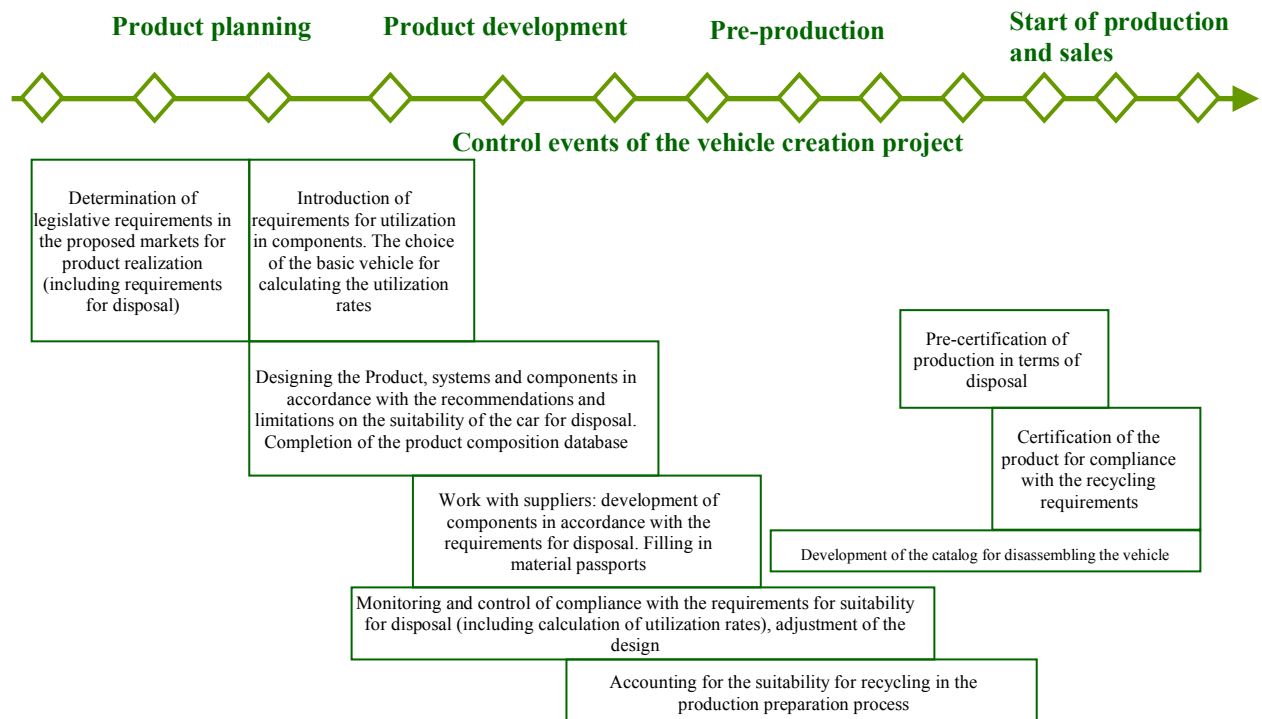 Product planning
Product development
Pre-production
Start of production
and sales
Control events of the vehicle creation project
Determination of
legislative requirements in
the proposed markets for
product realization
(including requirements
for disposal)
Introduction of
requirements for utilization
in components. The choice
of the basic vehicle for
calculating the utilization
rates
Designing the Product, systems and components in
accordance with the recommendations and
limitations on the suitability of the car for disposal.
Completion of the product composition database
Pre-certification of
production in terms of
disposal
Certification of the
product for compliance
with the recycling
requirements
Work with suppliers: development of
components in accordance with the
requirements for disposal. Filling in
material passports
Development of the catalog for disassembling the vehicle
Monitoring and control of compliance with the requirements for suitability
for disposal (including calculation of utilization rates), adjustment of the
design
Accounting for the suitability for recycling in the
production preparation process